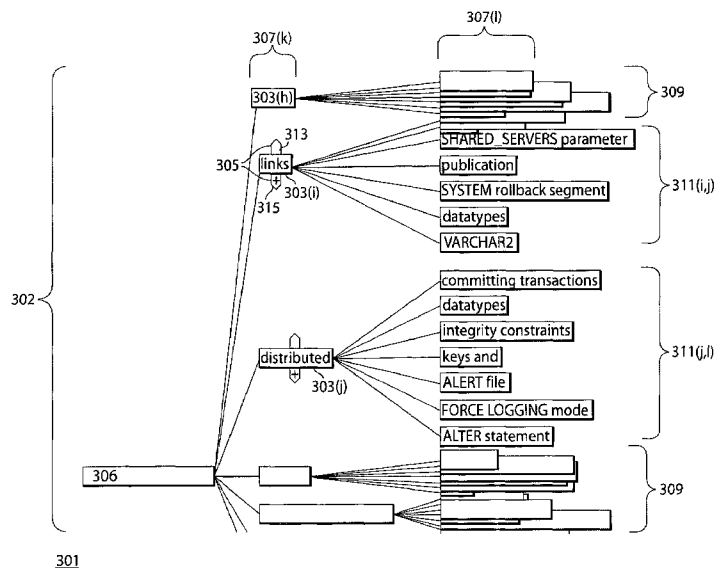 307(k)
307(l)
303(h)
309
313
SHARED_SERVERS parameter
305
links
publication
+
303(i)
SYSTEM rollback segment
311(i,j)
315
datatypes
VARCHAR2
302
committing transactions
datatypes
integrity constraints
distributed
keys and
311(j,l)
+
303(j)
ALERT file
FORCE LOGGING mode
ALTER statement
306
309
301